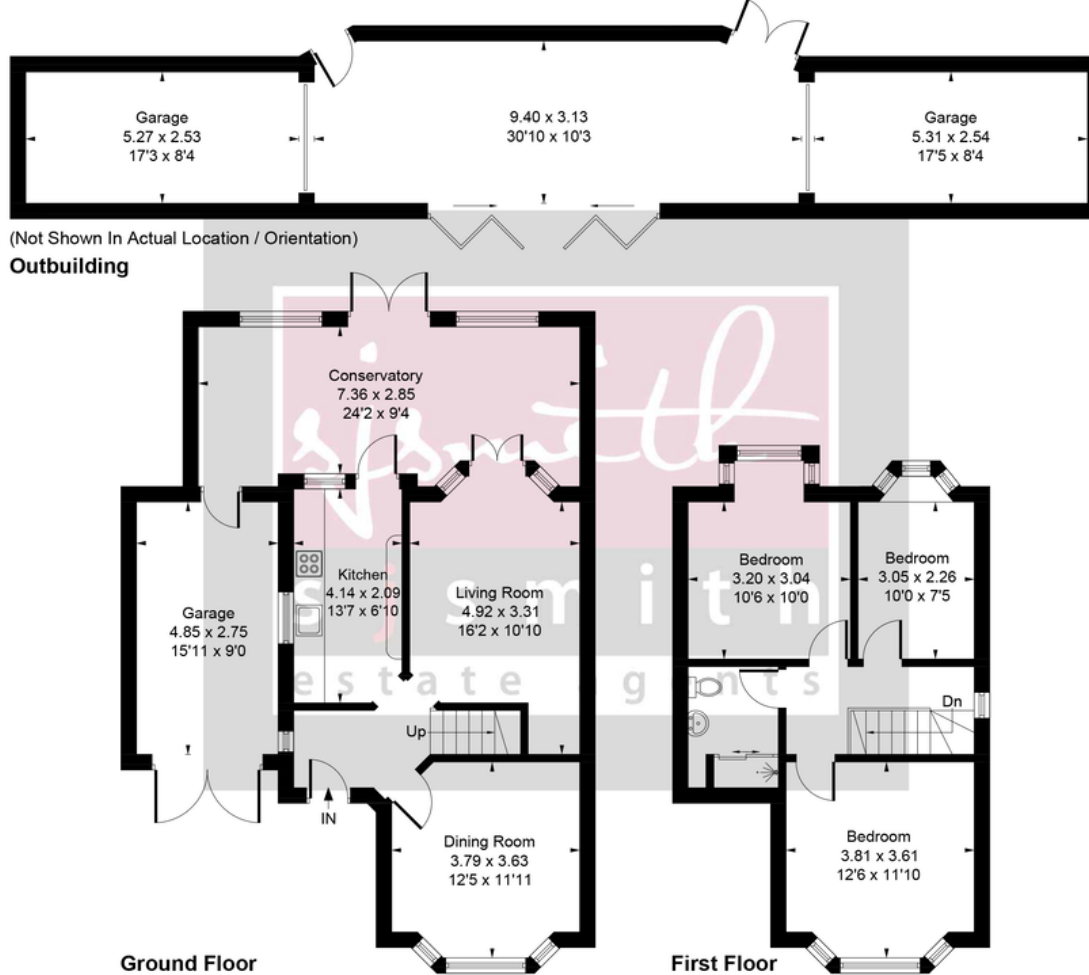 Garage
5.27 x 2.53
17'3 x 8'4
9.40 x 3.13
30'10 x 10'3
Garage
5.31 x 2.54
17'5 x 8'4
(Not Shown In Actual Location / Orientation)
Outbuilding
Conservatory
7.36 x 2.85
24'2 x 9'4
sjsmith
Kitchen
4.14 x 2.09
13'7 x 6'10
Living Room
4.92 x 3.31
16'2 x 10'10
Garage
4.85 x 2.75
15'11 x 9'0
Bedroom
3.20 x 3.04
10'6 x 10'0
Bedroom
3.05 x 2.26
10'0 x 7'5
sjsmith
estate agents
Up
Dn
IN
Dining Room
3.79 x 3.63
12'5 x 11'11
Bedroom
3.81 x 3.61
12'6 x 11'10
Ground Floor
First Floor